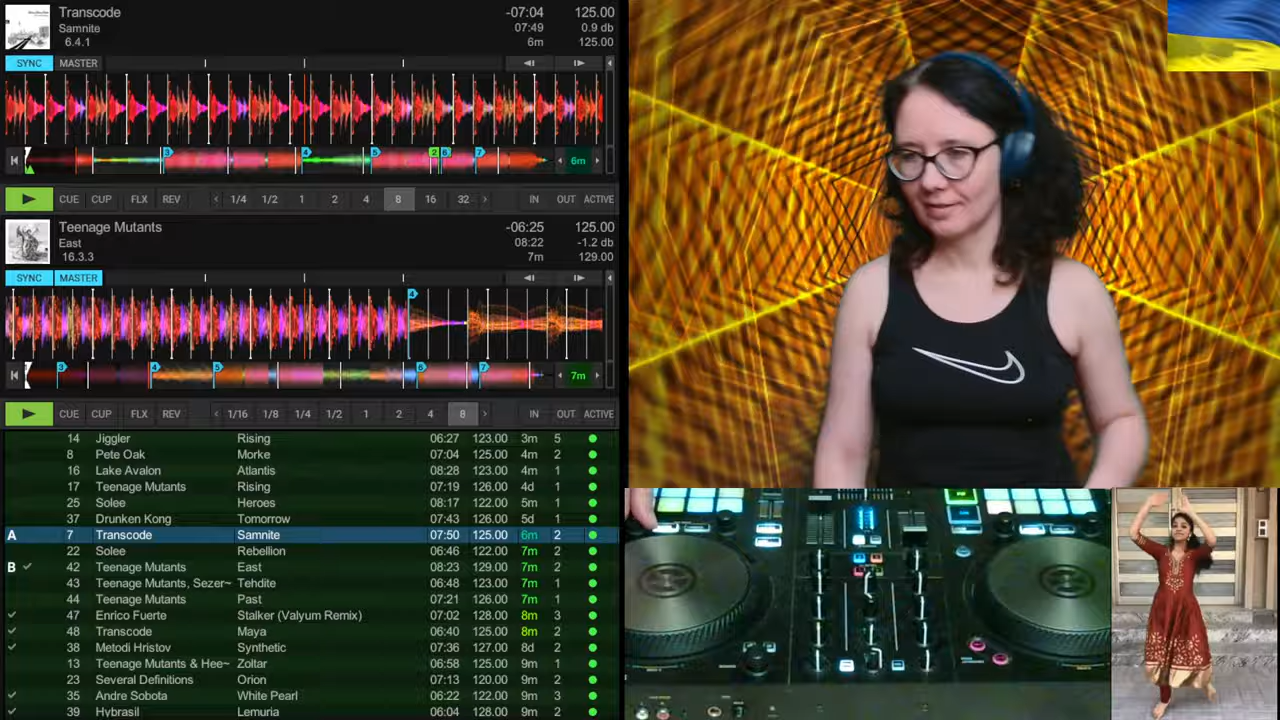 Transcode -07:04 125.00
Samnite 07:49 0.9 db
6.4.1 6m 125.00
SYNC MASTER
3 4 5 2 6 7 6m
CUE CUP FLX REV 1/4 1/2 1 2 4 8 16 32 IN OUT ACTIVE
Teenage Mutants -06:25 125.00
East 08:22 -1.2 db
16.3.3 7m 129.00
SYNC MASTER
4
3 4 5 6 7 7m
CUE CUP FLX REV 1/16 1/8 1/4 1/2 1 2 4 8 IN OUT ACTIVE
14 Jiggler Rising 06:27 123.00 3m 5
8 Pete Oak Morke 07:04 122.00 4m 2
16 Lake Avalon Atlantis 08:28 123.00 4m 1
17 Teenage Mutants Rising 07:19 126.00 4d 1
25 Solee Heroes 08:17 122.00 5m 1
37 Drunken Kong Tomorrow 07:43 126.00 5d 1
A 7 Transcode Samnite 07:50 125.00 6m 2
22 Solee Rebellion 06:46 122.00 7m 2
B 42 Teenage Mutants East 08:23 129.00 7m 2
43 Teenage Mutants, Sezer~ Tehdite 06:48 123.00 7m 1
44 Teenage Mutants Past 07:21 126.00 7m 1
47 Enrico Fuerte Stalker (Valyum Remix) 07:02 128.00 8m 3
48 Transcode Maya 06:40 125.00 8m 2
38 Metodi Hristov Synthetic 07:36 127.00 8d 2
13 Teenage Mutants & Hee~ Zoltar 06:58 125.00 9m 1
23 Several Definitions Orion 07:13 120.00 9m 2
35 Andre Sobota White Pearl 06:22 122.00 9m 3
39 Hybrasil Lemuria 06:04 128.00 9m 2